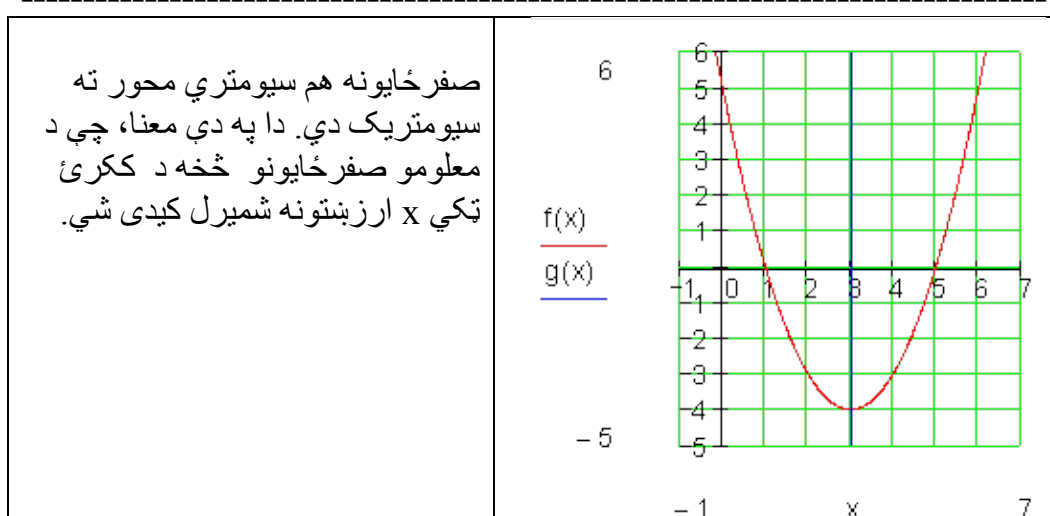 صفرځايونه هم سيومتري محور ته
سيومتريک دي. دا په دې معنا، چې د
معلومو صفرځايونو څخه د ککرئ
ټکي x ارزښتونه شميرل کيدی شي.
6
f(x)
g(x)
– 5
6
5
4
3
2
1
–1 0 1 2 3 4 5 6 7
–1
–2
–3
–4
–5
– 1 x 7